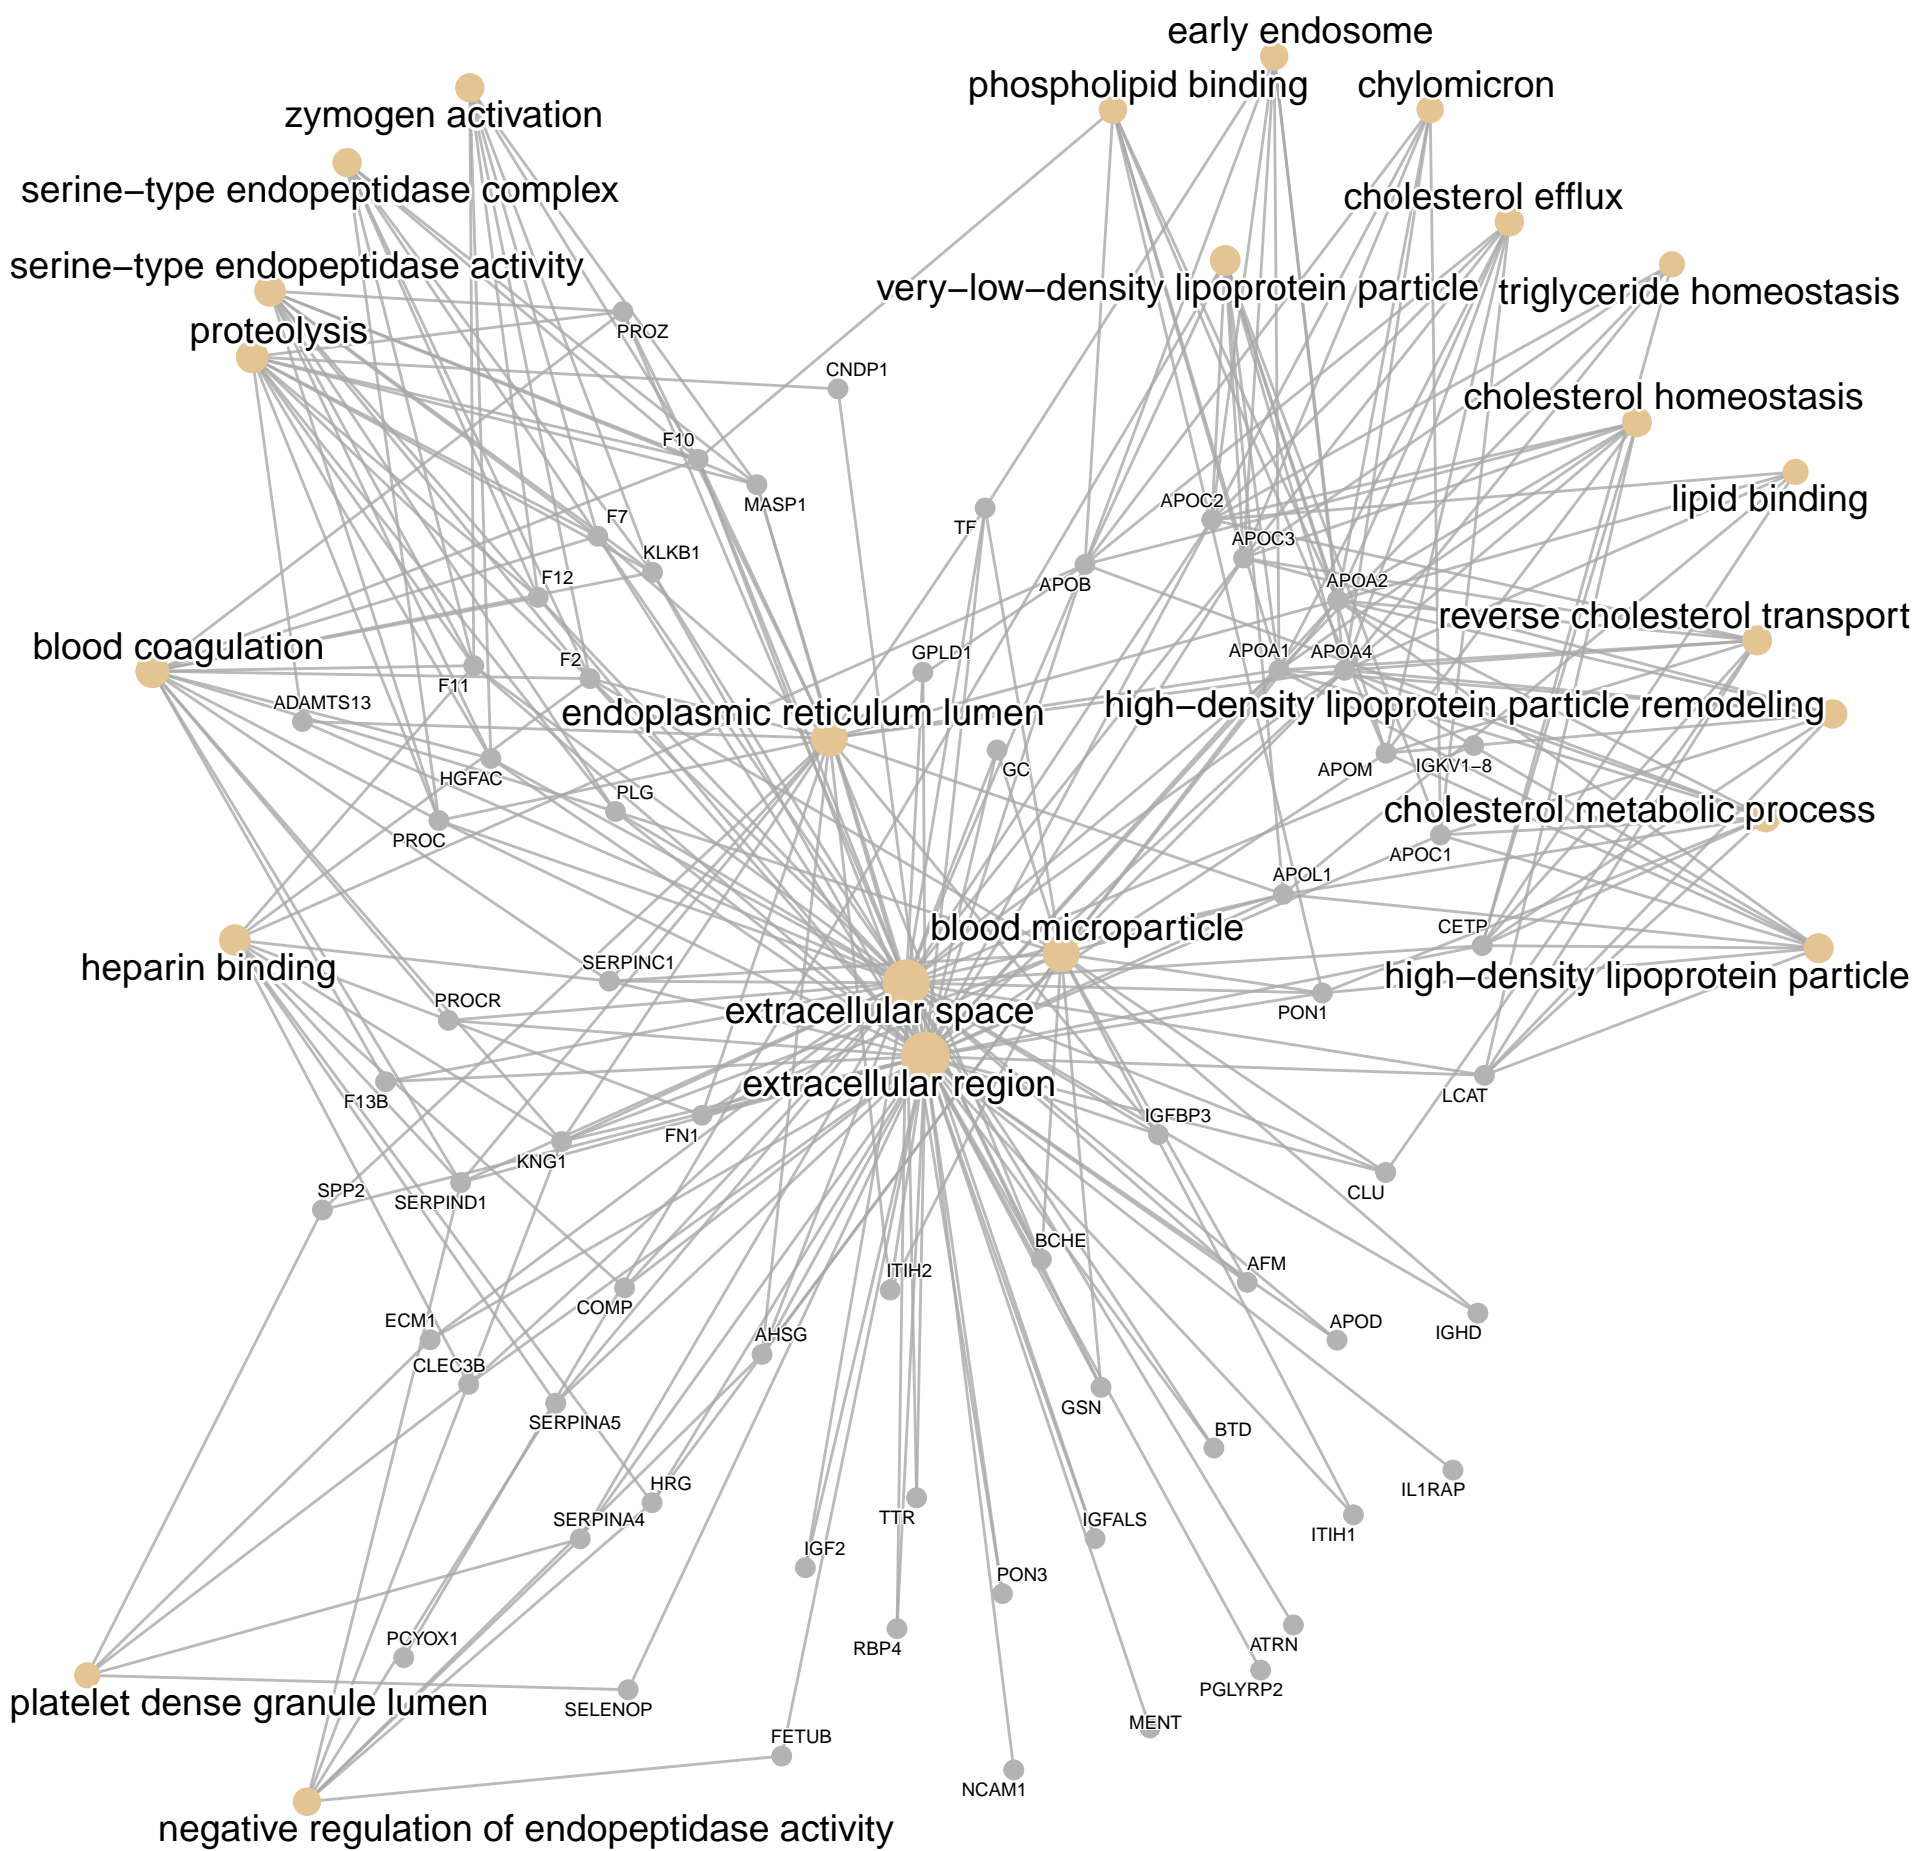 early endosome
phospholipid binding
chylomicron
zymogen activation
serine−type endopeptidase complex
cholesterol efflux
serine−type endopeptidase activity
very−low−density lipoprotein particle
triglyceride homeostasis
proteolysis
PROZ
CNDP1
cholesterol homeostasis
F10
MASP1
APOC2
lipid binding
F7
TF
APOC3
KLKB1
F12
APOB
APOA2
reverse cholesterol transport
blood coagulation
F2
GPLD1
APOA1
APOA4
F11
ADAMTS13
endoplasmic reticulum lumen
high−density lipoprotein particle remodeling
HGFAC
GC
APOM
IGKV1−8
PLG
cholesterol metabolic process
PROC
APOC1
APOL1
blood microparticle
CETP
heparin binding
SERPINC1
high−density lipoprotein particle
PROCR
extracellular space
PON1
extracellular region
F13B
LCAT
FN1
IGFBP3
KNG1
SPP2
SERPIND1
CLU
BCHE
ITIH2
AFM
COMP
ECM1
AHSG
APOD
IGHD
CLEC3B
GSN
SERPINA5
BTD
HRG
IL1RAP
SERPINA4
TTR
IGFALS
ITIH1
IGF2
PON3
PCYOX1
RBP4
ATRN
platelet dense granule lumen
SELENOP
PGLYRP2
MENT
FETUB
NCAM1
negative regulation of endopeptidase activity